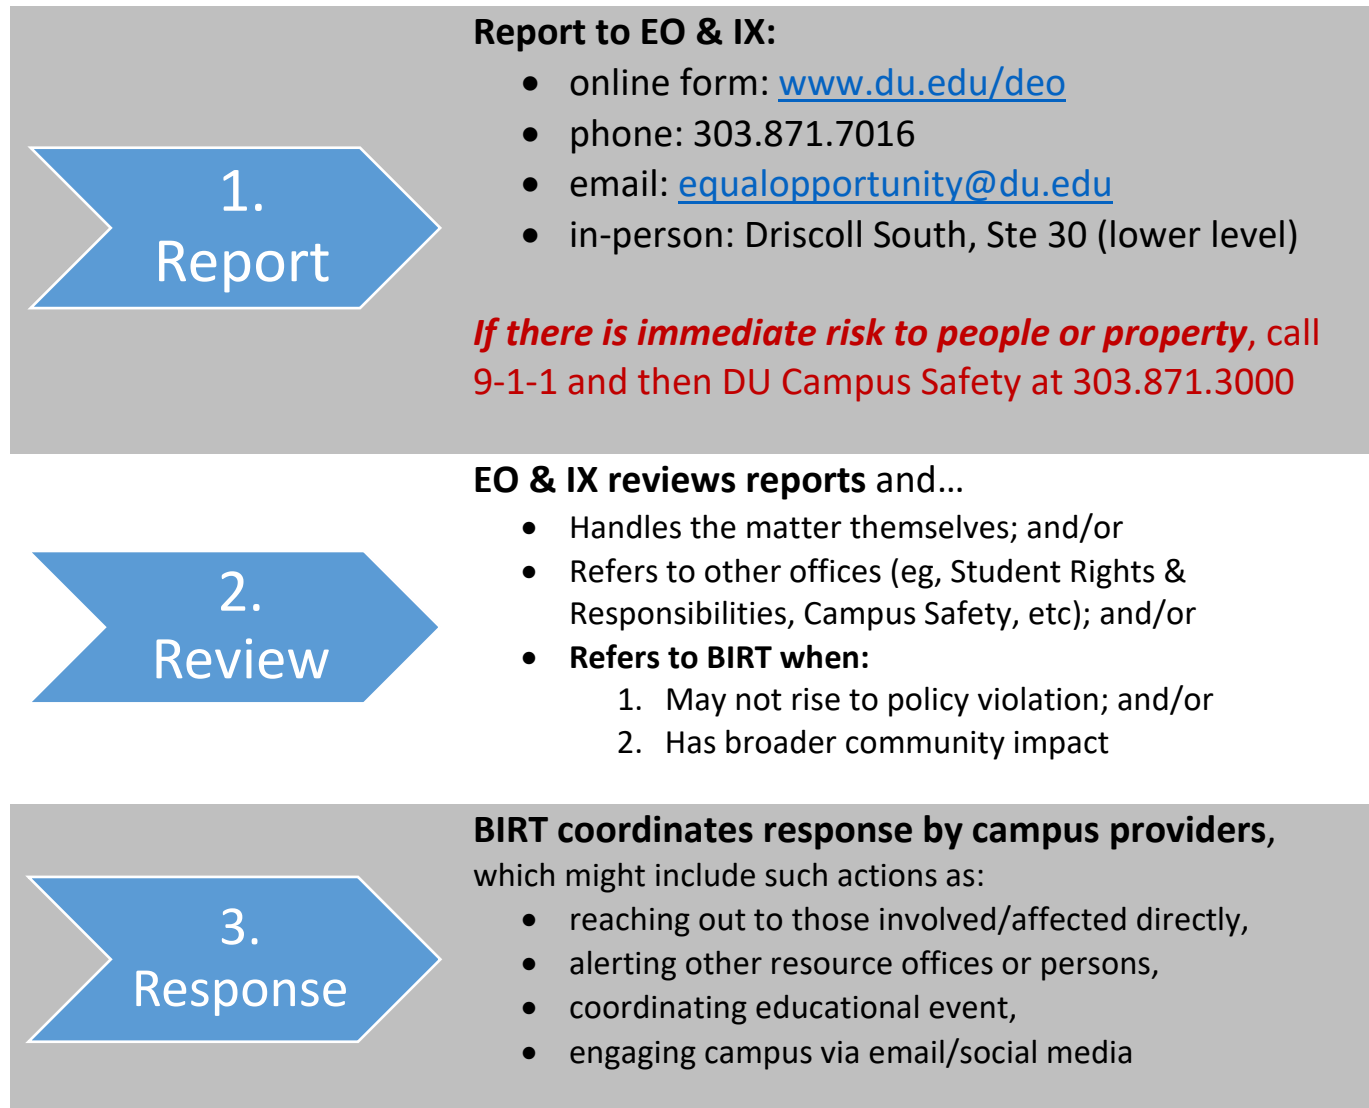 1.
Report
Report to EO & IX:
• online form: www.du.edu/deo
• phone: 303.871.7016
• email: equalopportunity@du.edu
• in-person: Driscoll South, Ste 30 (lower level)
If there is immediate risk to people or property, call
9-1-1 and then DU Campus Safety at 303.871.3000
2.
Review
EO & IX reviews reports and…
• Handles the matter themselves; and/or
• Refers to other offices (eg, Student Rights &
Responsibilities, Campus Safety, etc); and/or
• Refers to BIRT when:
1. May not rise to policy violation; and/or
2. Has broader community impact
3.
Response
BIRT coordinates response by campus providers,
which might include such actions as:
• reaching out to those involved/affected directly,
• alerting other resource offices or persons,
• coordinating educational event,
• engaging campus via email/social media